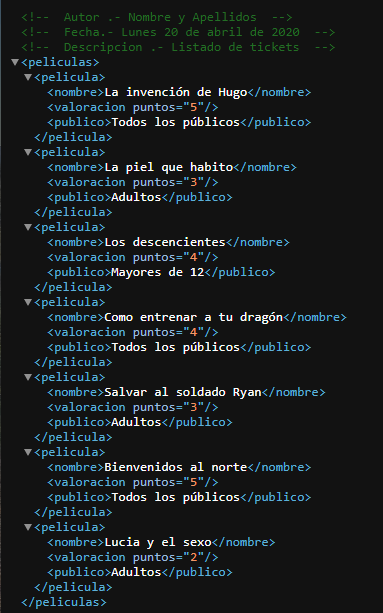 <!--  Autor .- Nombre y Apellidos  -->
<!--  Fecha.- Lunes 20 de abril de 2020  -->
<!--  Descripcion .- Listado de tickets  -->
<peliculas>
<pelicula>
<nombre>La invención de Hugo</nombre>
<valoracion puntos="5"/>
<publico>Todos los públicos</publico>
</pelicula>
<pelicula>
<nombre>La piel que habito</nombre>
<valoracion puntos="3"/>
<publico>Adultos</publico>
</pelicula>
<pelicula>
<nombre>Los descencientes</nombre>
<valoracion puntos="4"/>
<publico>Mayores de 12</publico>
</pelicula>
<pelicula>
<nombre>Como entrenar a tu dragón</nombre>
<valoracion puntos="4"/>
<publico>Todos los públicos</publico>
</pelicula>
<pelicula>
<nombre>Salvar al soldado Ryan</nombre>
<valoracion puntos="3"/>
<publico>Adultos</publico>
</pelicula>
<pelicula>
<nombre>Bienvenidos al norte</nombre>
<valoracion puntos="5"/>
<publico>Todos los públicos</publico>
</pelicula>
<pelicula>
<nombre>Lucia y el sexo</nombre>
<valoracion puntos="2"/>
<publico>Adultos</publico>
</pelicula>
</peliculas>